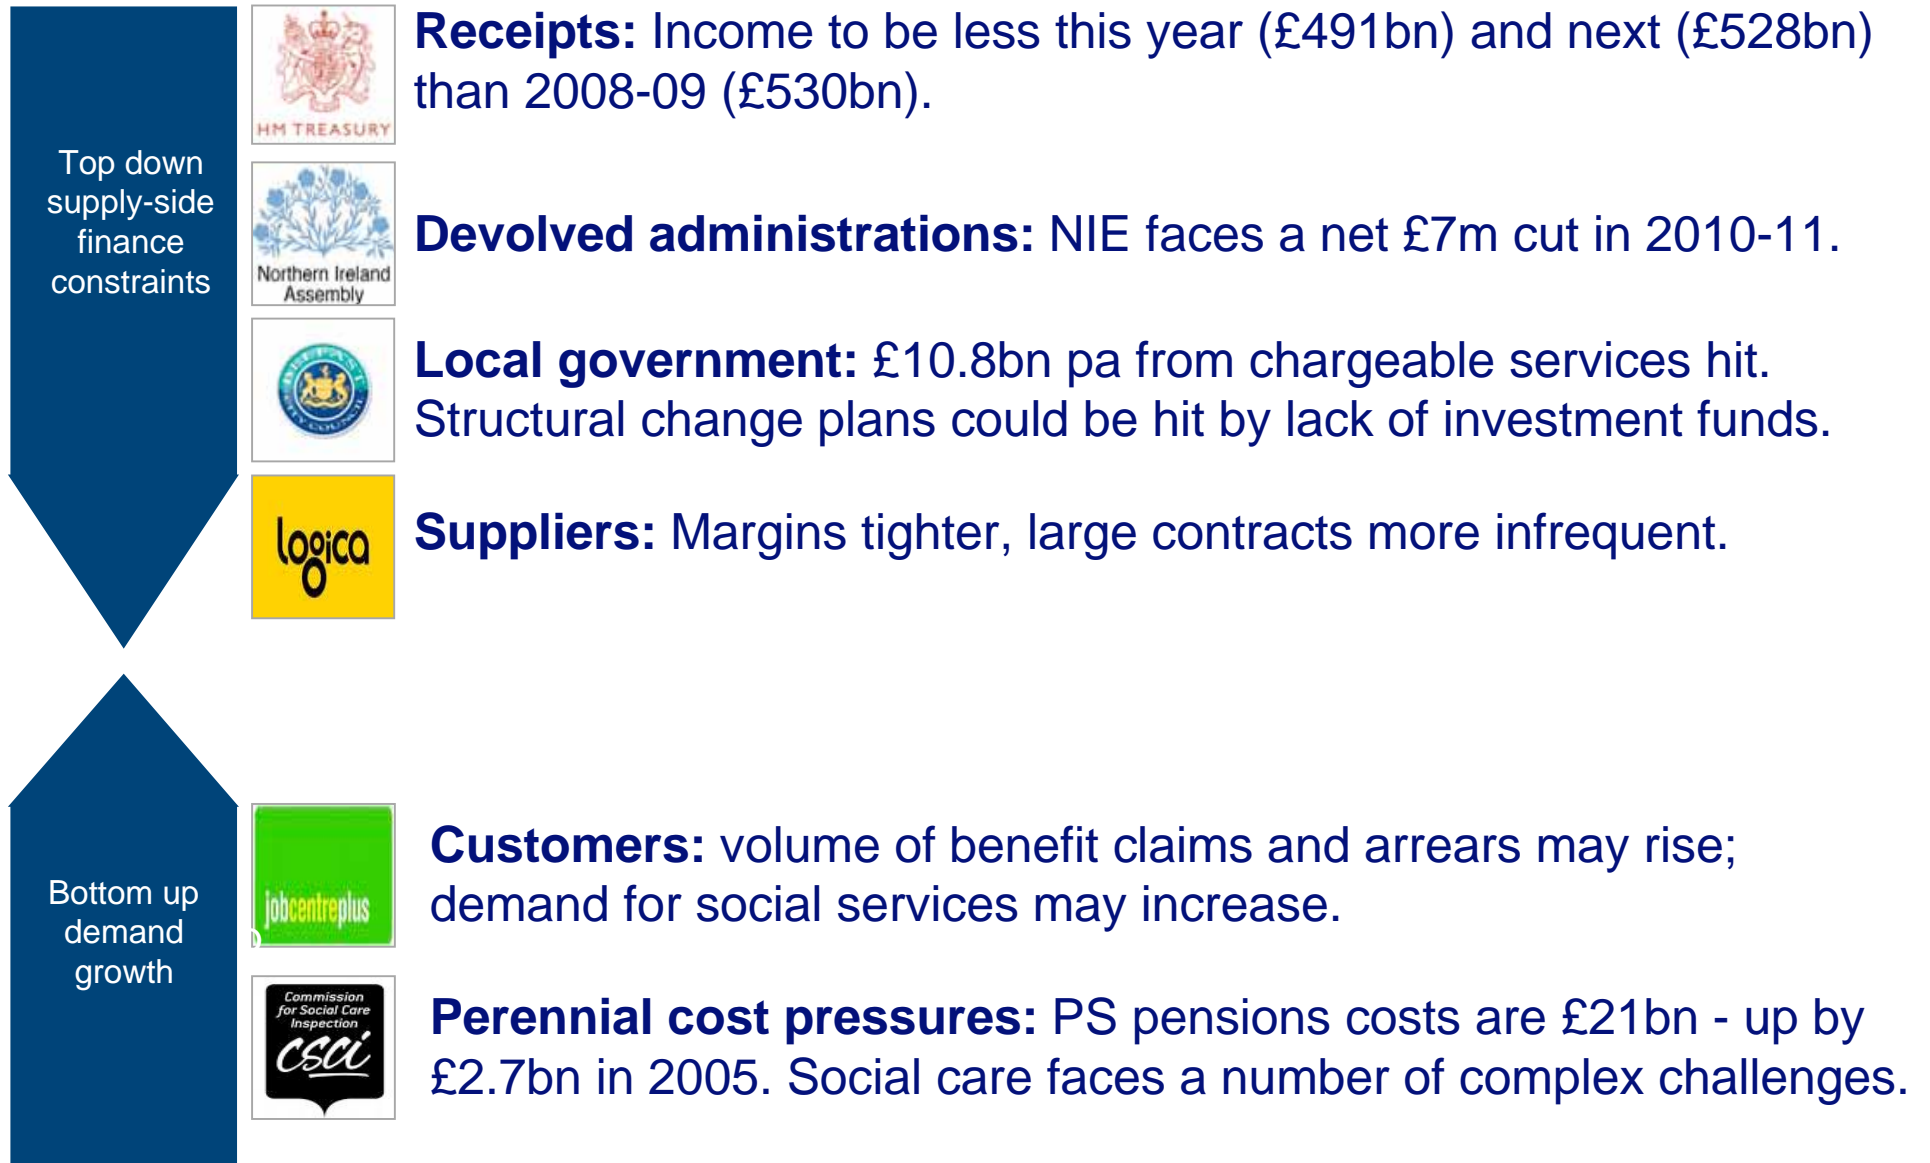 Top down
supply-side
finance
constraints
HM TREASURY
Receipts: Income to be less this year (£491bn) and next (£528bn)
than 2008-09 (£530bn).
Northern Ireland
Assembly
Devolved administrations: NIE faces a net £7m cut in 2010-11.
BELFAST
CITY COUNCIL
Local government: £10.8bn pa from chargeable services hit.
Structural change plans could be hit by lack of investment funds.
logica
Suppliers: Margins tighter, large contracts more infrequent.
Bottom up
demand
growth
jobcentreplus
Customers: volume of benefit claims and arrears may rise;
demand for social services may increase.
Commission
for Social Care
Inspection
CSCI
Perennial cost pressures: PS pensions costs are £21bn - up by
£2.7bn in 2005. Social care faces a number of complex challenges.